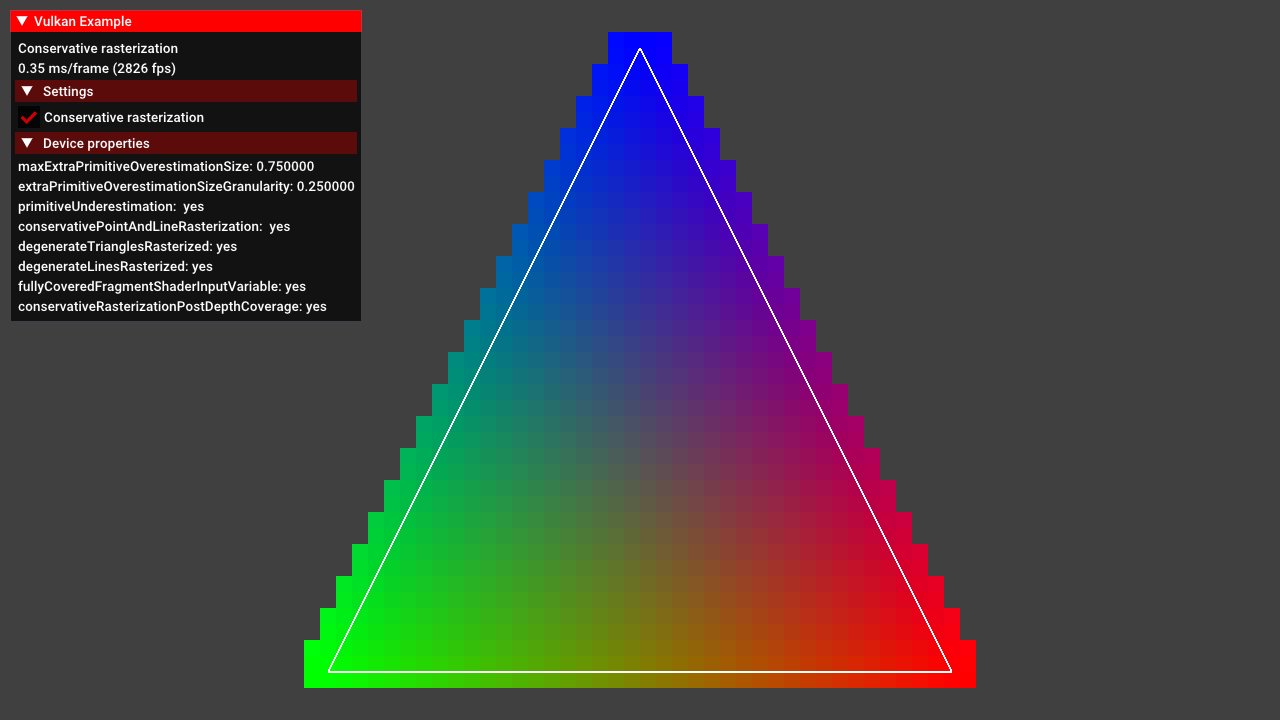 Vulkan Example
Conservative rasterization
0.35 ms/frame (2826 fps)
Settings
Conservative rasterization
Device properties
maxExtraPrimitiveOverestimationSize: 0.750000
extraPrimitiveOverestimationSizeGranularity: 0.250000
primitiveUnderestimation:  yes
conservativePointAndLineRasterization:  yes
degenerateTrianglesRasterized: yes
degenerateLinesRasterized: yes
fullyCoveredFragmentShaderInputVariable: yes
conservativeRasterizationPostDepthCoverage: yes